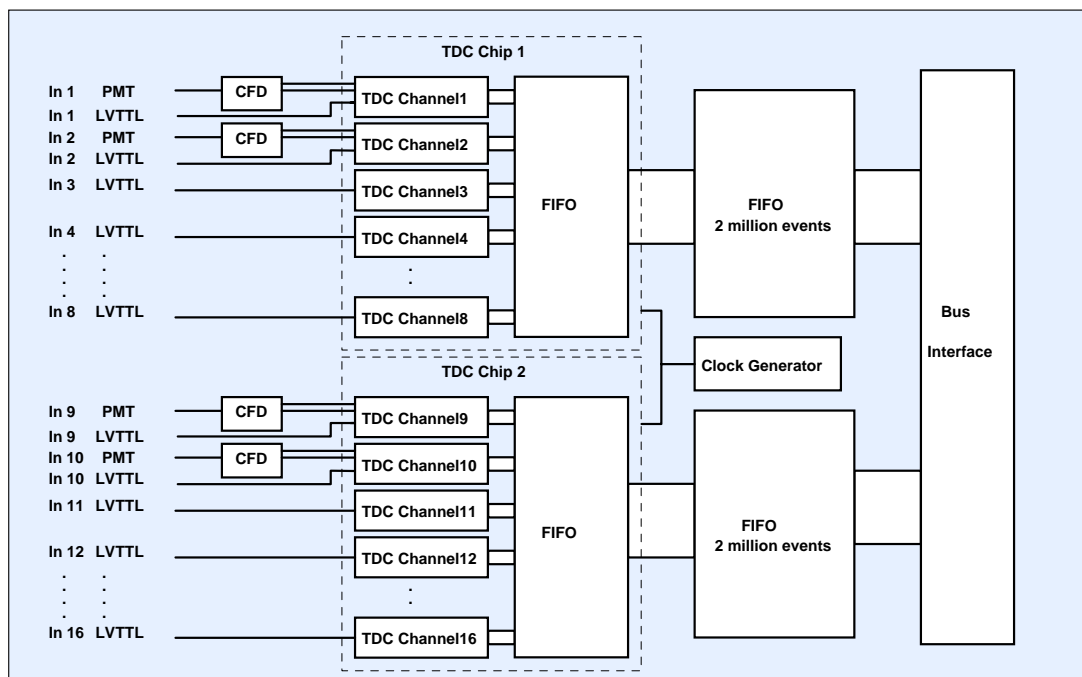 TDC Chip 1
In 1 PMT
CFD
TDC Channel1
In 1 LVTTL
In 2 PMT
CFD
TDC Channel2
In 2 LVTTL
In 3 LVTTL
TDC Channel3
In 4 LVTTL
TDC Channel4
In 8 LVTTL
TDC Channel8
FIFO
FIFO
2 million events
Bus
Interface
Clock Generator
TDC Chip 2
In 9 PMT
CFD
TDC Channel9
In 9 LVTTL
In 10 PMT
CFD
TDC Channel10
In 10 LVTTL
In 11 LVTTL
TDC Channel11
In 12 LVTTL
TDC Channel12
In 16 LVTTL
TDC Channel16
FIFO
FIFO
2 million events